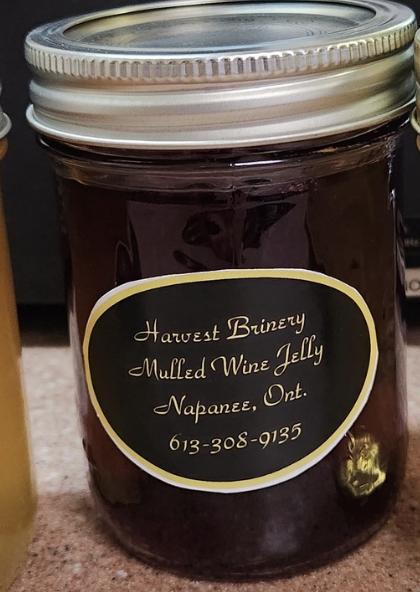 Harvest Brinery
Mulled Wine Jelly
Napanee, Ont.
613-308-9135